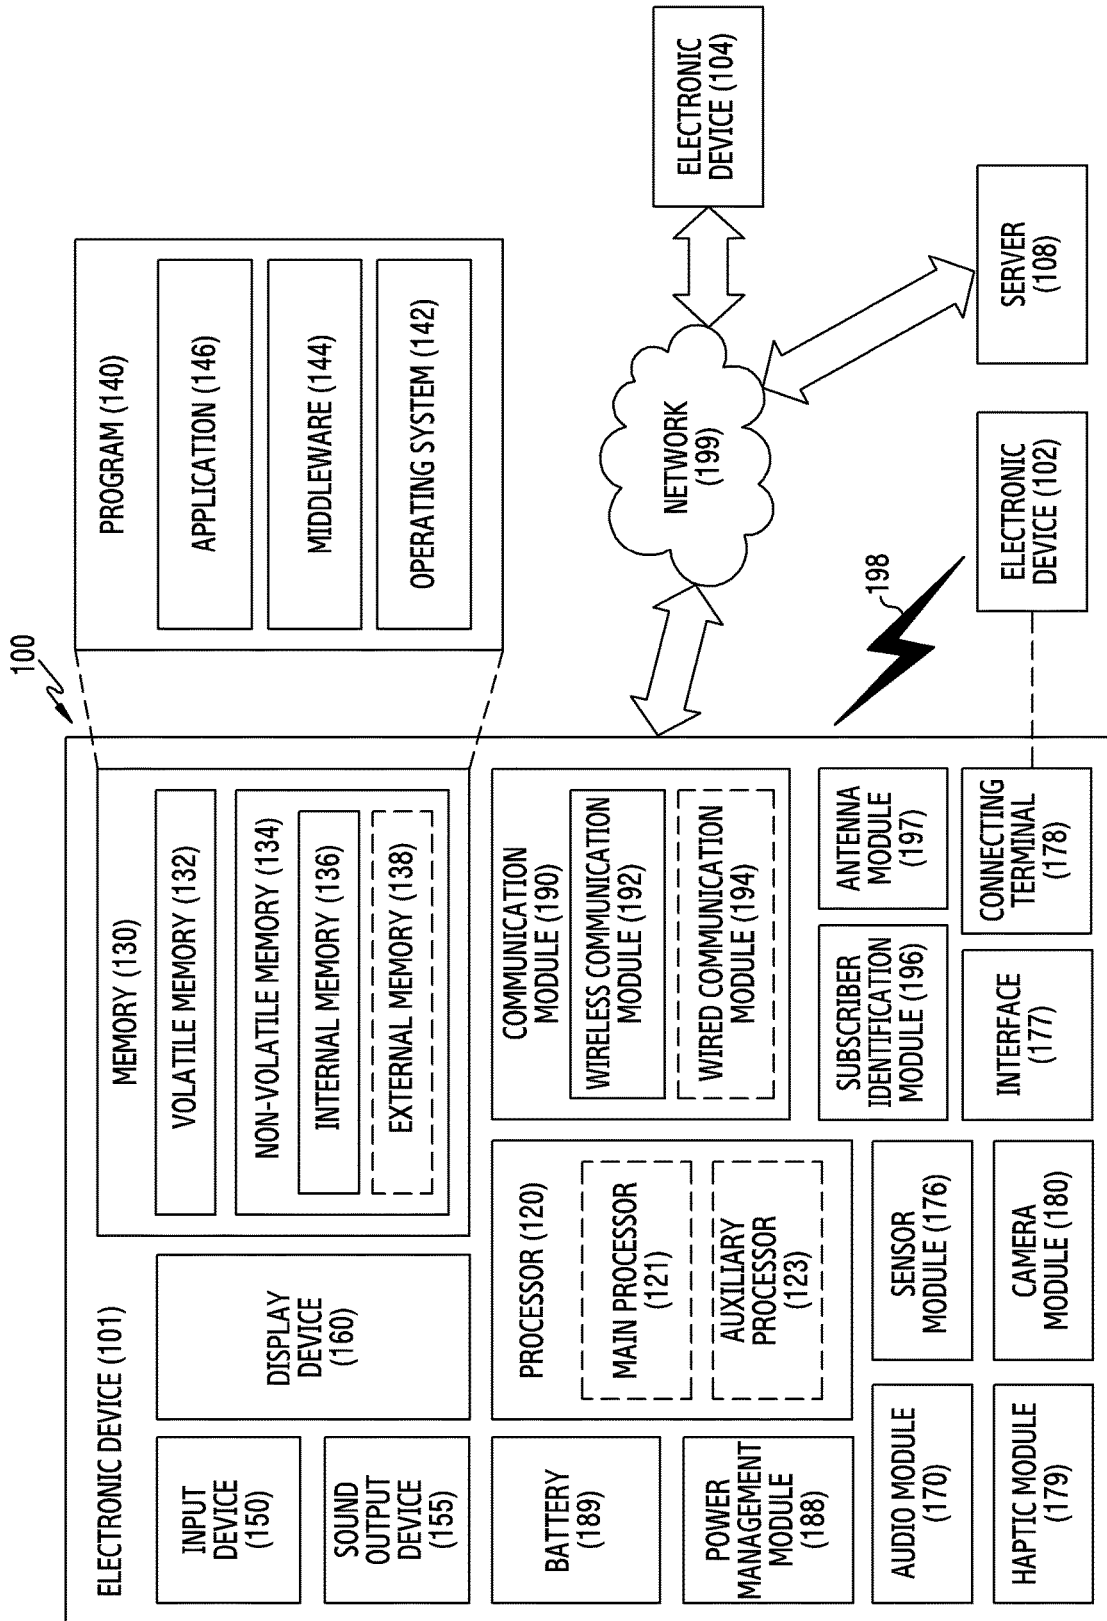 100
ELECTRONIC DEVICE (101)
INPUT
DEVICE
(150)
SOUND
OUTPUT
DEVICE
(155)
DISPLAY
DEVICE
(160)
MEMORY (130)
VOLATILE MEMORY (132)
NON-VOLATILE MEMORY (134)
INTERNAL MEMORY (136)
EXTERNAL MEMORY (138)
PROGRAM (140)
APPLICATION (146)
MIDDLEWARE (144)
OPERATING SYSTEM (142)
BATTERY
(189)
POWER
MANAGEMENT
MODULE
(188)
PROCESSOR (120)
MAIN PROCESSOR
(121)
AUXILIARY
PROCESSOR
(123)
COMMUNICATION
MODULE (190)
WIRELESS COMMUNICATION
MODULE (192)
WIRED COMMUNICATION
MODULE (194)
NETWORK
(199)
ELECTRONIC
DEVICE (104)
AUDIO MODULE
(170)
SENSOR
MODULE (176)
SUBSCRIBER
IDENTIFICATION
MODULE (196)
ANTENNA
MODULE
(197)
198
HAPTIC MODULE
(179)
CAMERA
MODULE (180)
INTERFACE
(177)
CONNECTING
TERMINAL
(178)
ELECTRONIC
DEVICE (102)
SERVER
(108)